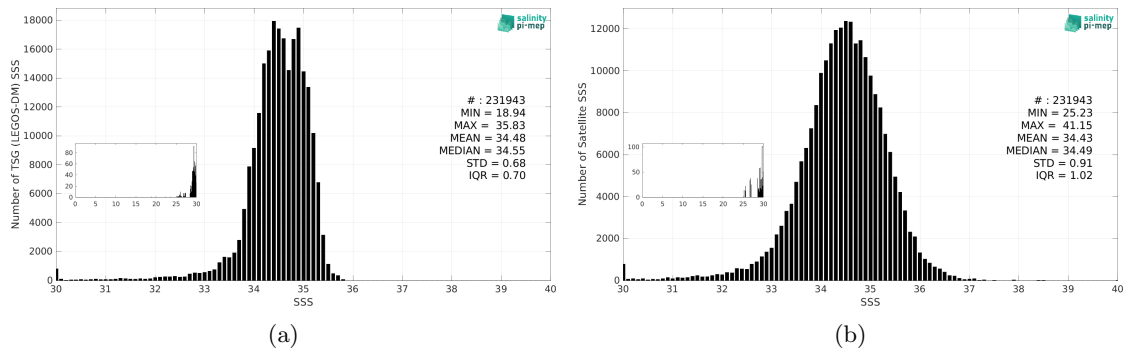 salinity
pi-mep
Number of TSG (LEGOS-DM) SSS
18000
16000
14000
12000
10000
8000
6000
4000
2000
0
# : 231943
MIN = 18.94
MAX = 35.83
MEAN = 34.48
MEDIAN = 34.55
STD = 0.68
IQR = 0.70
80
60
40
20
0
0 5 10 15 20 25 30
30 31 32 33 34 35 36 37 38 39 40
SSS
(a)
salinity
pi-mep
Number of Satellite SSS
12000
10000
8000
6000
4000
2000
0
# : 231943
MIN = 25.23
MAX = 41.15
MEAN = 34.43
MEDIAN = 34.49
STD = 0.91
IQR = 1.02
100
50
0
0 5 10 15 20 25 30
30 31 32 33 34 35 36 37 38 39 40
SSS
(b)